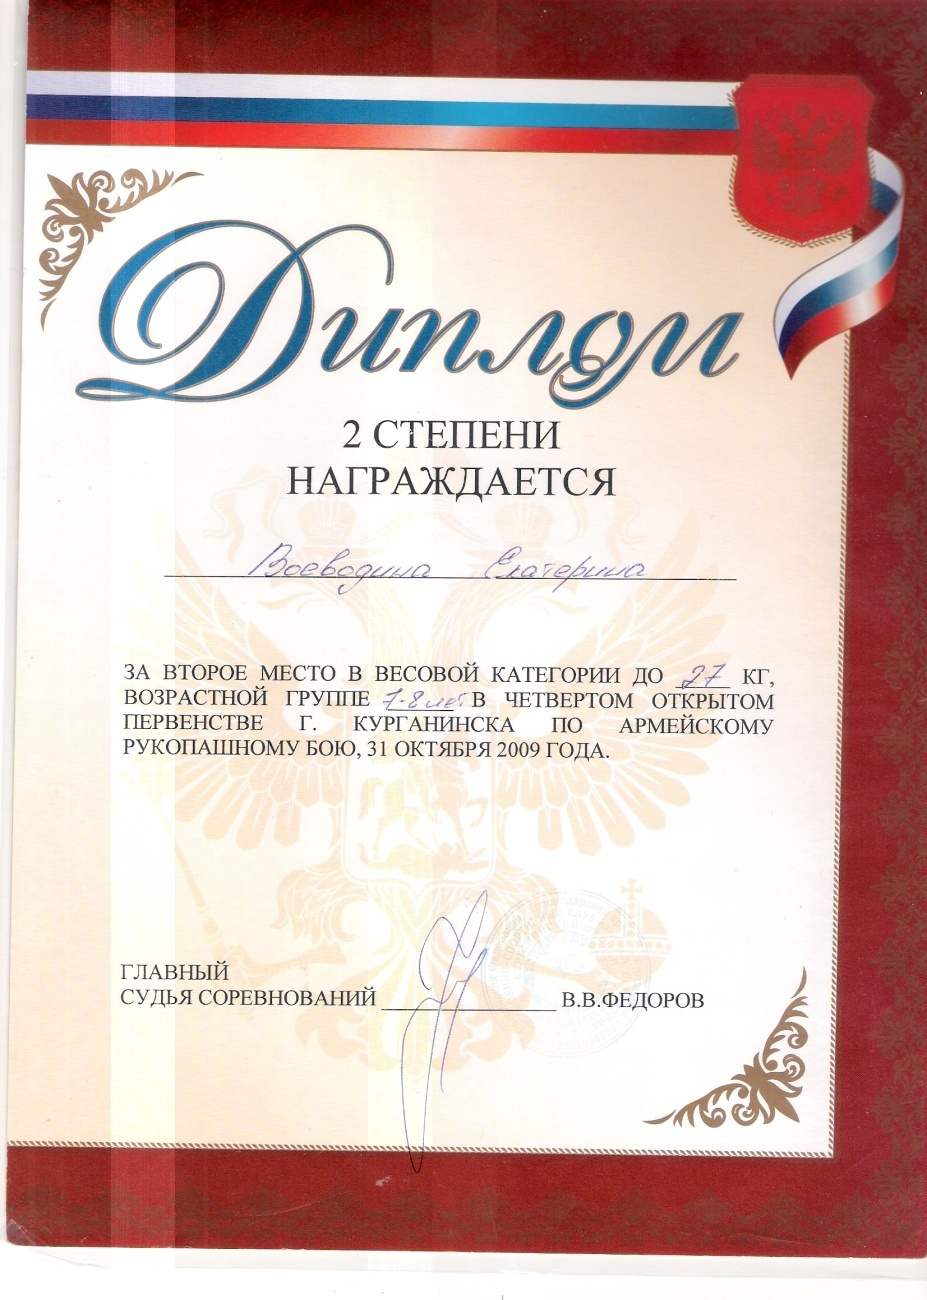 Диплом
2 СТЕПЕНИ
НАГРАЖДАЕТСЯ
Воеводина Екатерина
ЗА ВТОРОЕ МЕСТО В ВЕСОВОЙ КАТЕГОРИИ ДО 27 КГ,
ВОЗРАСТНОЙ ГРУППЕ 7-8 лет В ЧЕТВЕРТОМ ОТКРЫТОМ
ПЕРВЕНСТВЕ Г. КУРГАНИНСКА ПО АРМЕЙСКОМУ
РУКОПАШНОМУ БОЮ, 31 ОКТЯБРЯ 2009 ГОДА.
ГЛАВНЫЙ
СУДЬЯ СОРЕВНОВАНИЙ В.В.ФЕДОРОВ